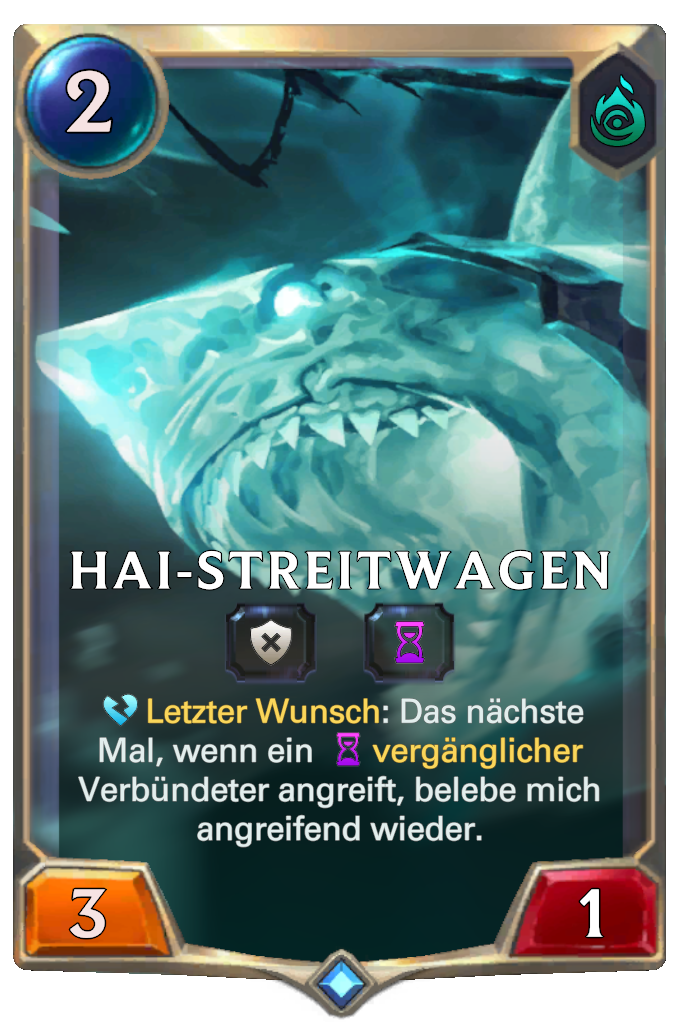 2
HAI-STREITWAGEN
Letzter Wunsch: Das nächste
Mal, wenn ein vergänglicher
Verbündeter angreift, belebe mich
angreifend wieder.
3
1